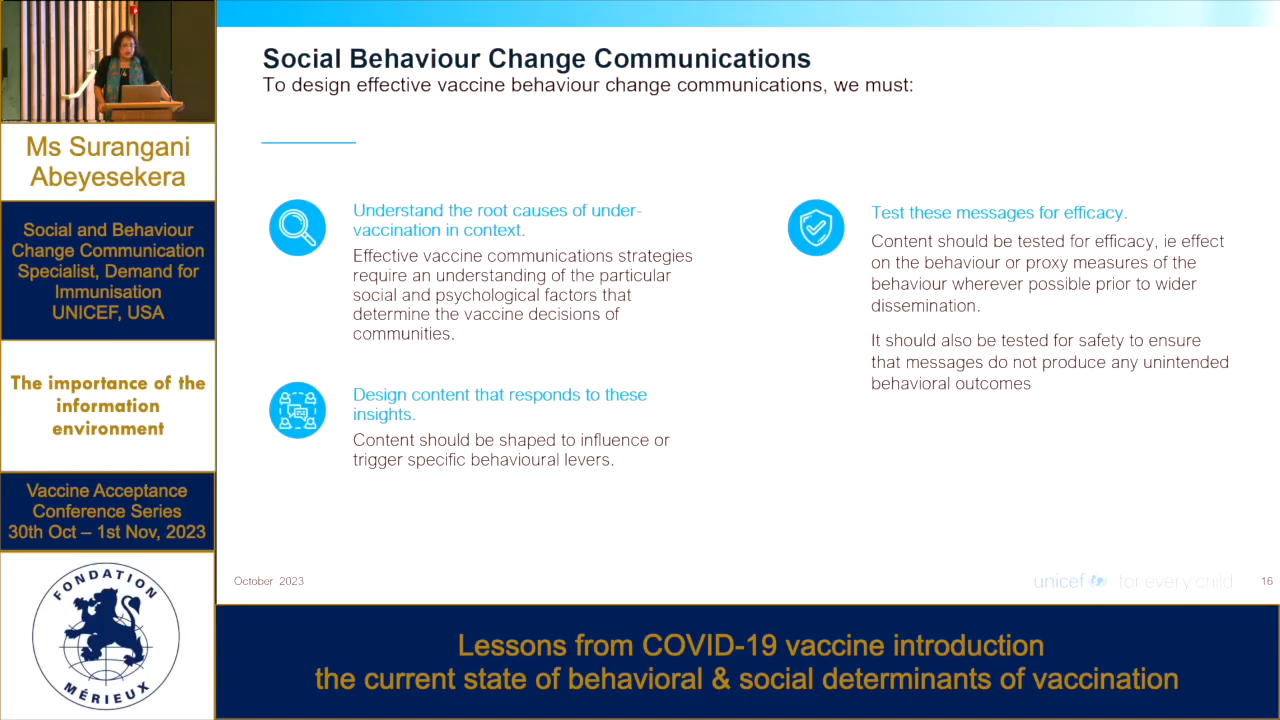 Ms Surangani
Abeyesekera
Social and Behaviour
Change Communication
Specialist, Demand for
Immunisation
UNICEF, USA
The importance of the
information
environment
Vaccine Acceptance
Conference Series
30th Oct – 1st Nov, 2023
FONDATION
MÉRIEUX
Social Behaviour Change Communications
To design effective vaccine behaviour change communications, we must:
Understand the root causes of under-
vaccination in context.
Effective vaccine communications strategies
require an understanding of the particular
social and psychological factors that
determine the vaccine decisions of
communities.
Design content that responds to these
insights.
Content should be shaped to influence or
trigger specific behavioural levers.
Test these messages for efficacy.
Content should be tested for efficacy, ie effect
on the behaviour or proxy measures of the
behaviour wherever possible prior to wider
dissemination.
It should also be tested for safety to ensure
that messages do not produce any unintended
behavioral outcomes
October 2023
unicef for every child
16
Lessons from COVID-19 vaccine introduction
the current state of behavioral & social determinants of vaccination